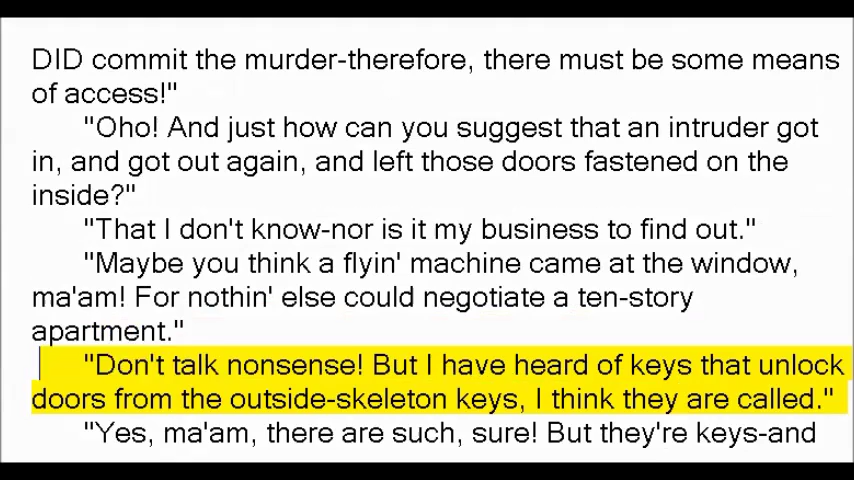 DID commit the murder-therefore, there must be some means
of access!"
"Oho! And just how can you suggest that an intruder got
in, and got out again, and left those doors fastened on the
inside?"
"That I don't know-nor is it my business to find out."
"Maybe you think a flyin' machine came at the window,
ma'am! For nothin' else could negotiate a ten-story
apartment."
"Don't talk nonsense! But I have heard of keys that unlock
doors from the outside-skeleton keys, I think they are called."
"Yes, ma'am, there are such, sure! But they're keys-and